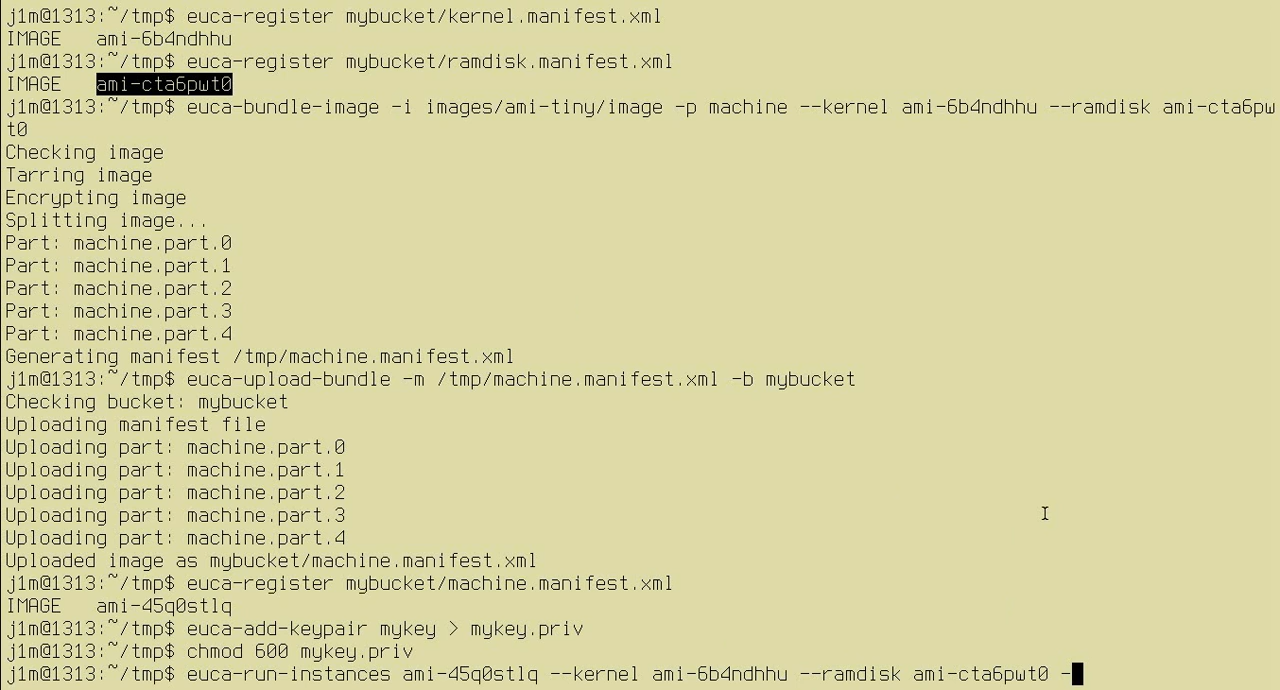 j1m@1313:~/tmp$ euca-register mybucket/kernel.manifest.xml
IMAGE   ami-6b4ndhhu
j1m@1313:~/tmp$ euca-register mybucket/ramdisk.manifest.xml
IMAGE   ami-cta6pwt0
j1m@1313:~/tmp$ euca-bundle-image -i images/ami-tiny/image -p machine --kernel ami-6b4ndhhu --ramdisk ami-cta6pw
t0
Checking image
Tarring image
Encrypting image
Splitting image...
Part: machine.part.0
Part: machine.part.1
Part: machine.part.2
Part: machine.part.3
Part: machine.part.4
Generating manifest /tmp/machine.manifest.xml
j1m@1313:~/tmp$ euca-upload-bundle -m /tmp/machine.manifest.xml -b mybucket
Checking bucket: mybucket
Uploading manifest file
Uploading part: machine.part.0
Uploading part: machine.part.1
Uploading part: machine.part.2
Uploading part: machine.part.3
Uploading part: machine.part.4
Uploaded image as mybucket/machine.manifest.xml
j1m@1313:~/tmp$ euca-register mybucket/machine.manifest.xml
IMAGE   ami-45q0stlq
j1m@1313:~/tmp$ euca-add-keypair mykey > mykey.priv
j1m@1313:~/tmp$ chmod 600 mykey.priv
j1m@1313:~/tmp$ euca-run-instances ami-45q0stlq --kernel ami-6b4ndhhu --ramdisk ami-cta6pwt0 -